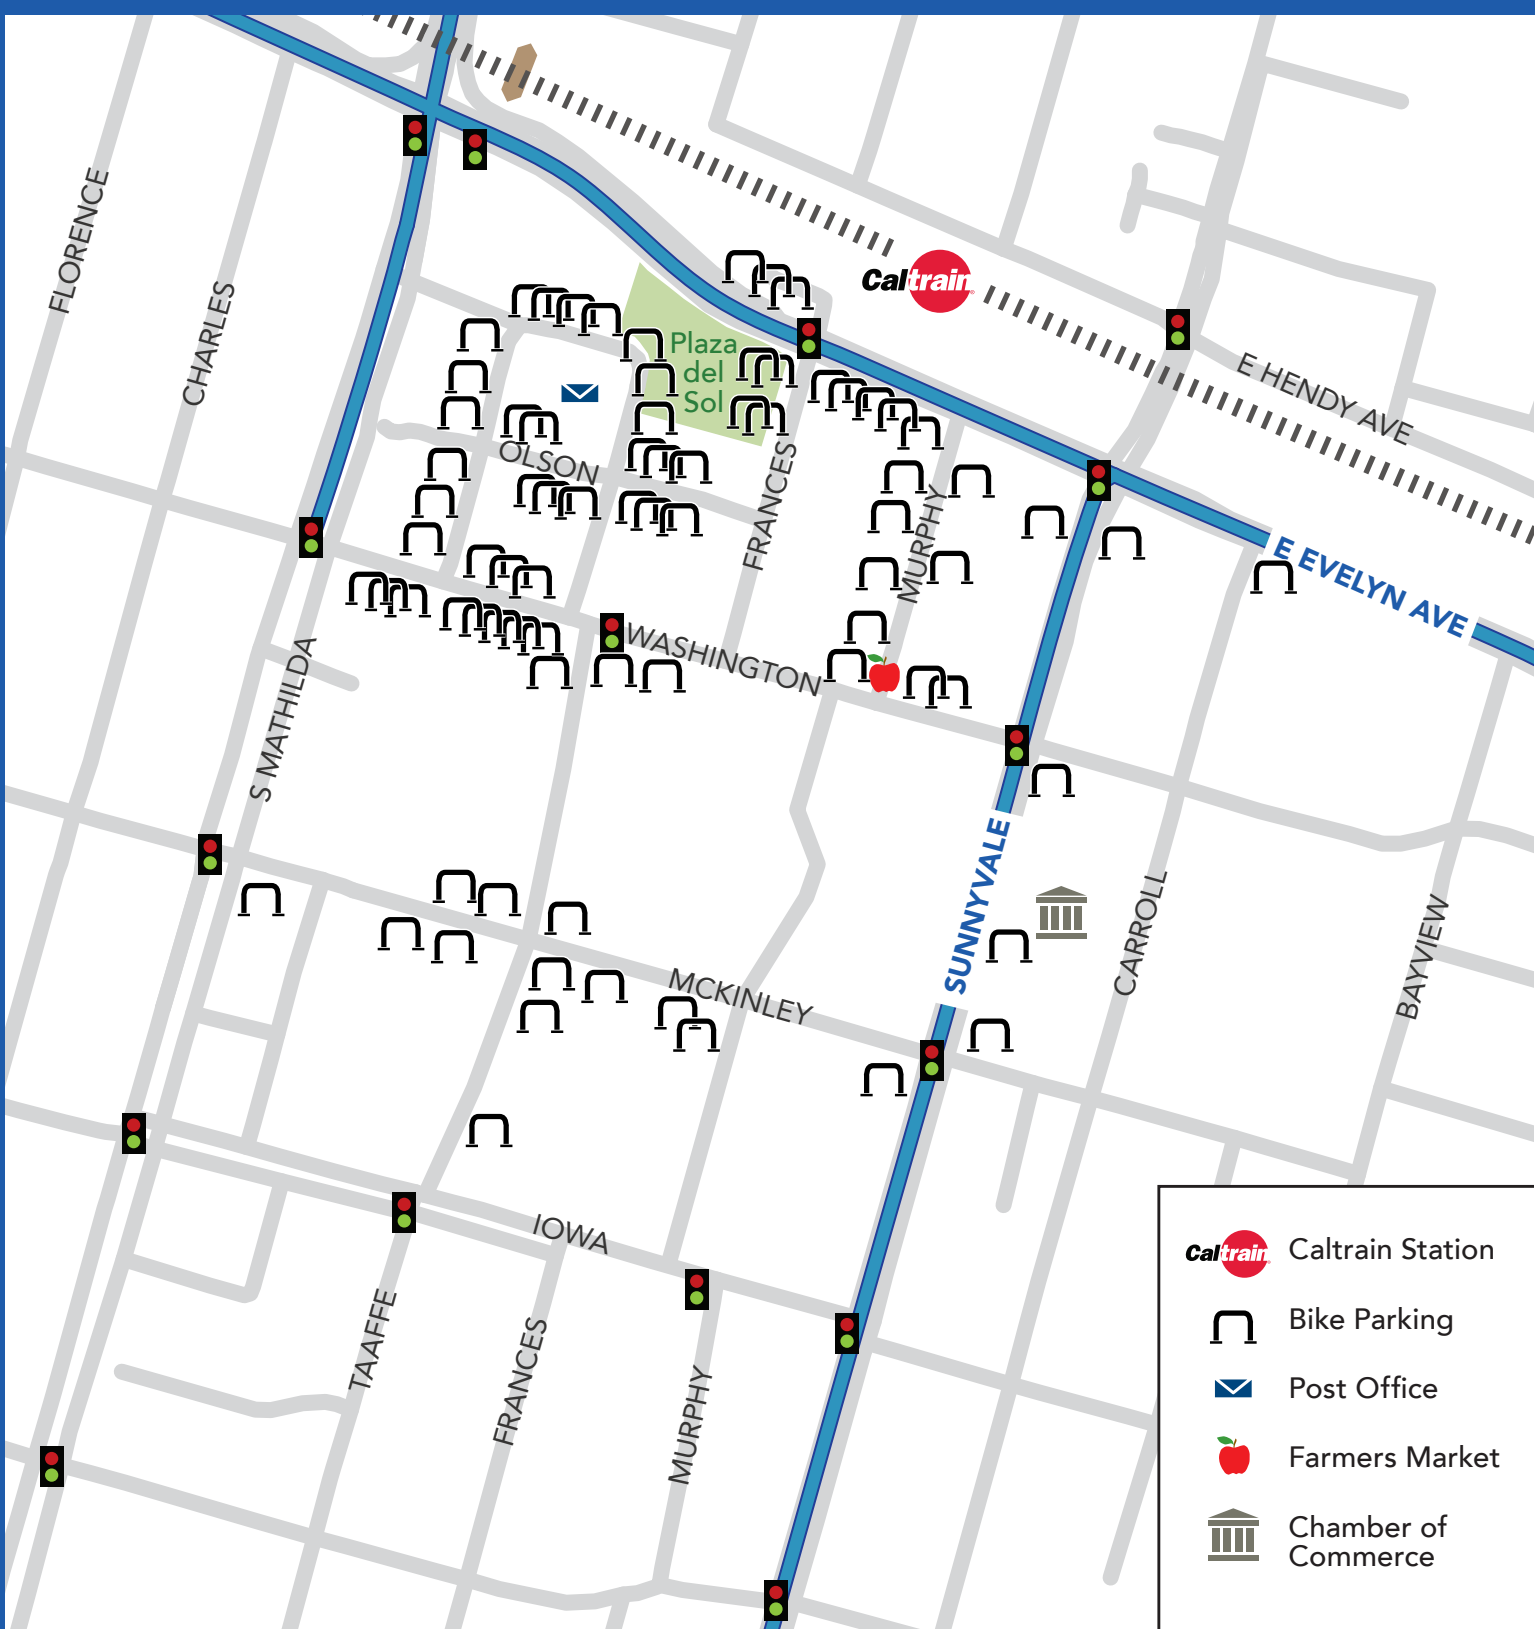 FLORENCE
CHARLES
Caltrain
E HENDY AVE
Plaza
del
Sol
OLSON
FRANCES
MURPHY
E EVELYN AVE
WASHINGTON
S MATHILDA
SUNNYVALE
CARROLL
BAYVIEW
MCKINLEY
IOWA
TAAFFE
FRANCES
MURPHY
Caltrain Caltrain Station
Bike Parking
Post Office
Farmers Market
Chamber of
Commerce